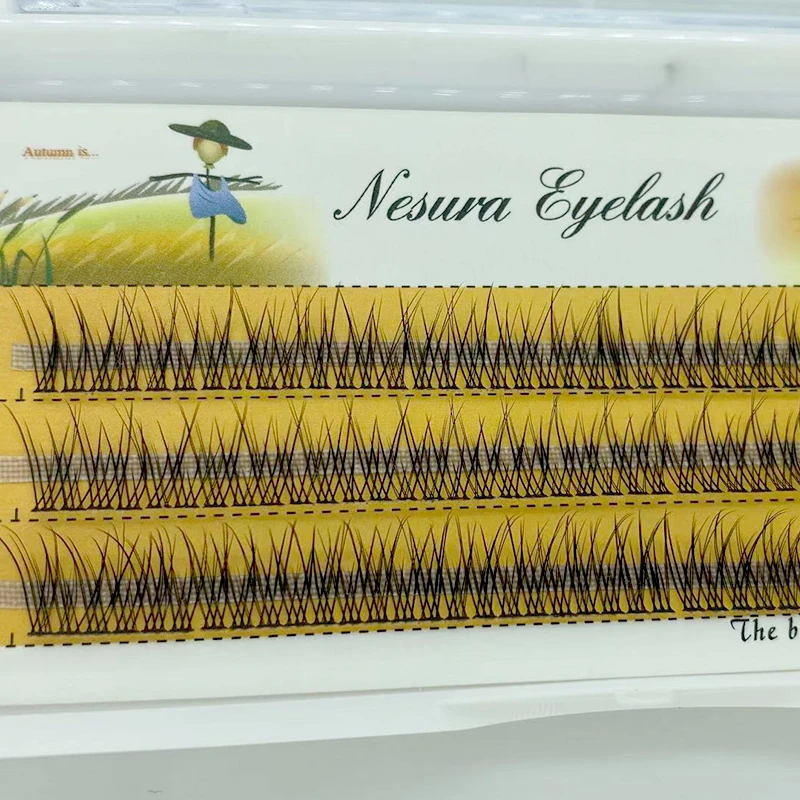 Autumn is...
Nesura Eyelash
The b